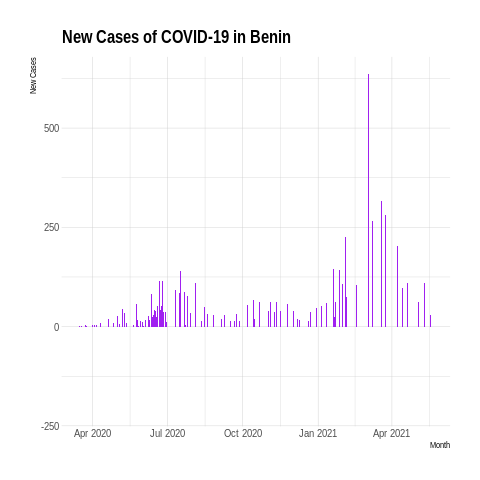 New Cases of COVID-19 in Benin
New Cases
500
250
0
-250
Apr 2020 Jul 2020 Oct 2020 Jan 2021 Apr 2021
Month